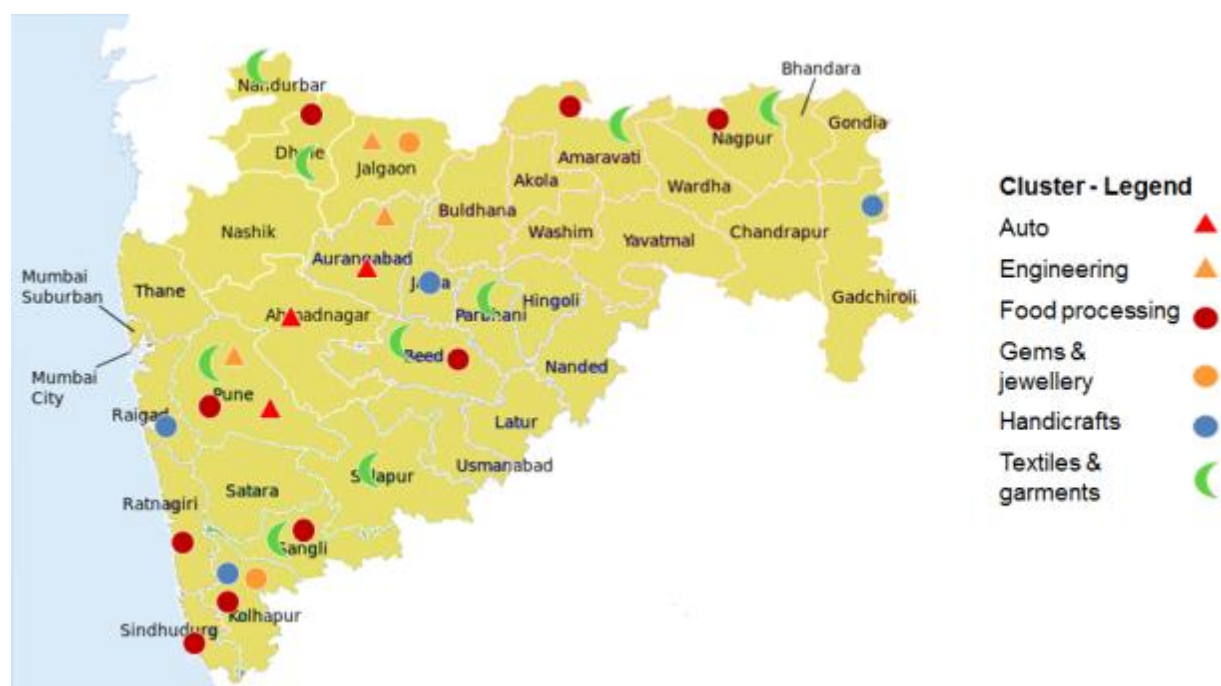 Bhandara
Nandurbar
Nagpur
Gondia
Dhule
Jalgaon
Amaravati
Akola
Wardha
Buldhana
Nashik
Washim
Yavatmal
Chandrapur
Aurangabad
Mumbai
Suburban
Thane
Jalna
Parbhani
Hingoli
Gadchiroli
Ahmadnagar
Beed
Nanded
Mumbai
City
Pune
Raigad
Latur
Solapur
Usmanabad
Satara
Ratnagiri
Sangli
Kolhapur
Sindhudurg
Cluster - Legend
Auto
Engineering
Food processing
Gems &
jewellery
Handicrafts
Textiles &
garments